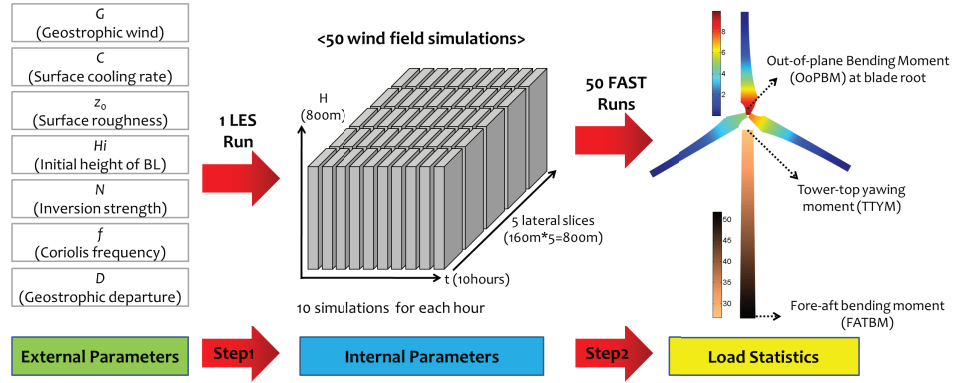 G
(Geostrophic wind)
C
(Surface cooling rate)
z₀
(Surface roughness)
Hi
(Initial height of BL)
N
(Inversion strength)
f
(Coriolis frequency)
D
(Geostrophic departure)
External Parameters
1 LES
Run
Step1
<50 wind field simulations>
H
(800m)
5 lateral slices
(160m*5=800m)
t (10hours)
10 simulations for each hour
Internal Parameters
50 FAST
Runs
Step2
8
6
4
2
Out-of-plane Bending Moment
(OoPBM) at blade root
Tower-top yawing
moment (TTYM)
50
45
40
35
30
Fore-aft bending moment
(FATBM)
Load Statistics